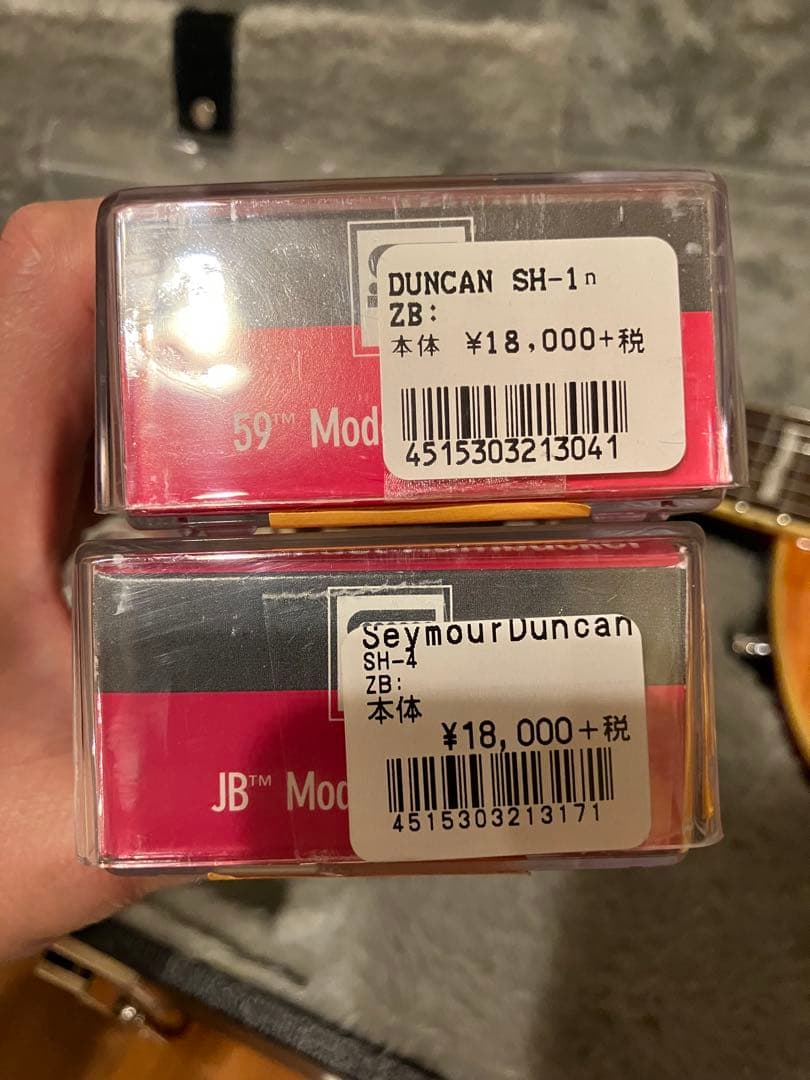 DUNCAN SH-1n
ZB:
本体 ¥18,000+税
59™ Mod
4515303213041
SeymourDuncan
SH-4
ZB:
本体
¥18,000+税
JB™ Mod
4515303213171